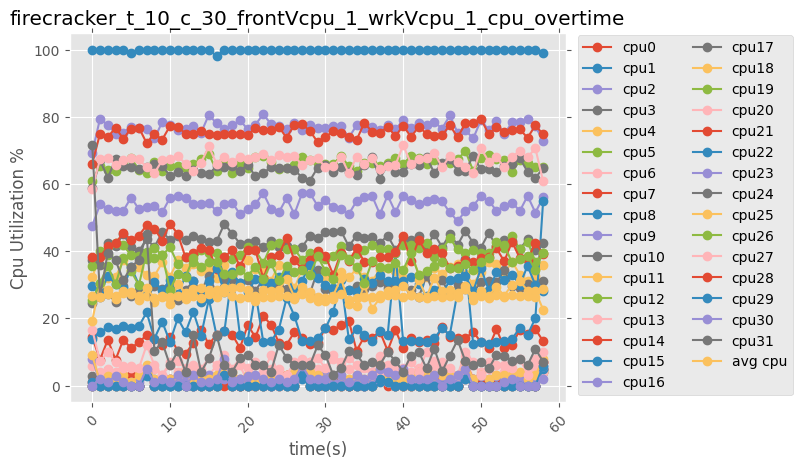 firecracker_t_10_c_30_frontVcpu_1_wrkVcpu_1_cpu_overtime
Cpu Utilization %
100
80
60
40
20
0
0
10
20
30
40
50
60
time(s)
cpu0
cpu1
cpu2
cpu3
cpu4
cpu5
cpu6
cpu7
cpu8
cpu9
cpu10
cpu11
cpu12
cpu13
cpu14
cpu15
cpu16
cpu17
cpu18
cpu19
cpu20
cpu21
cpu22
cpu23
cpu24
cpu25
cpu26
cpu27
cpu28
cpu29
cpu30
cpu31
avg cpu